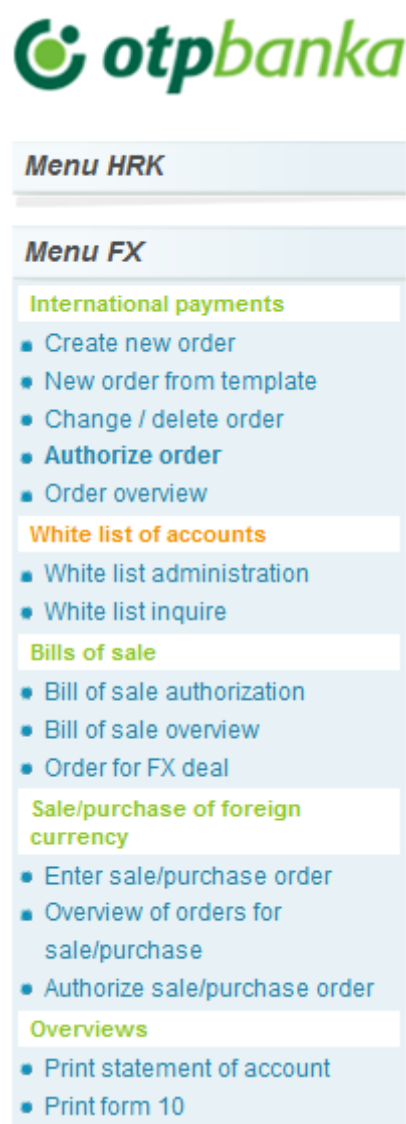 otpbanka
Menu HRK
Menu FX
International payments
Create new order
New order from template
Change / delete order
Authorize order
Order overview
White list of accounts
White list administration
White list inquire
Bills of sale
Bill of sale authorization
Bill of sale overview
Order for FX deal
Sale/purchase of foreign
currency
Enter sale/purchase order
Overview of orders for
sale/purchase
Authorize sale/purchase order
Overviews
Print statement of account
Print form 10